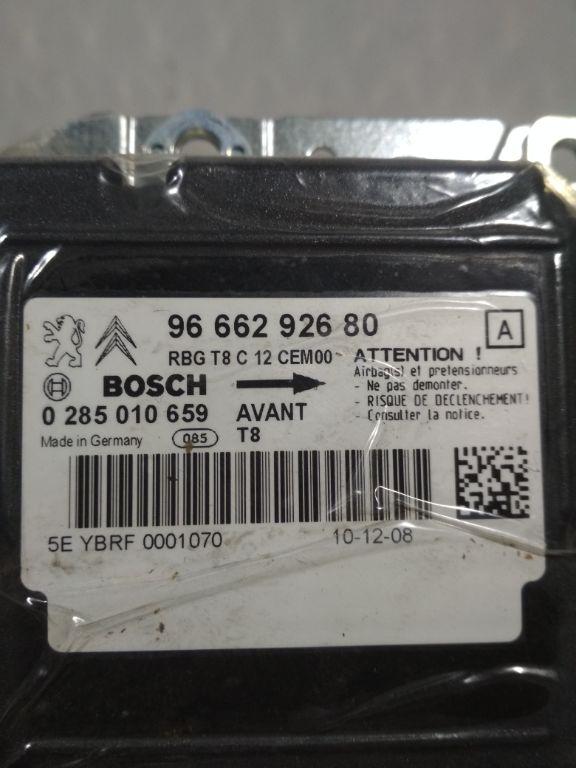 96 662 926 80
A
RBG T8 C 12 CEM00
ATTENTION !
Airbag(s) et pretensionneurs
- Ne pas demonter.
- RISQUE DE DECLENCHEMENT!
- Consulter la notice.
BOSCH
0 285 010 659
AVANT
T8
Made in Germany
085
5E YBRF 0001070
10-12-08